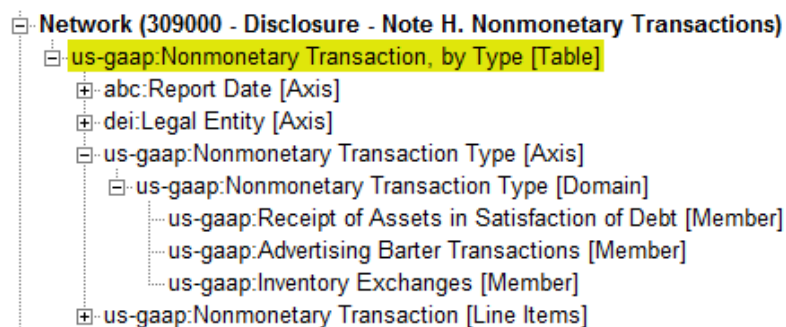 Network (309000 - Disclosure - Note H. Nonmonetary Transactions)
us-gaap:Nonmonetary Transaction, by Type [Table]
abc:Report Date [Axis]
dei:Legal Entity [Axis]
us-gaap:Nonmonetary Transaction Type [Axis]
us-gaap:Nonmonetary Transaction Type [Domain]
us-gaap:Receipt of Assets in Satisfaction of Debt [Member]
us-gaap:Advertising Barter Transactions [Member]
us-gaap:Inventory Exchanges [Member]
us-gaap:Nonmonetary Transaction [Line Items]